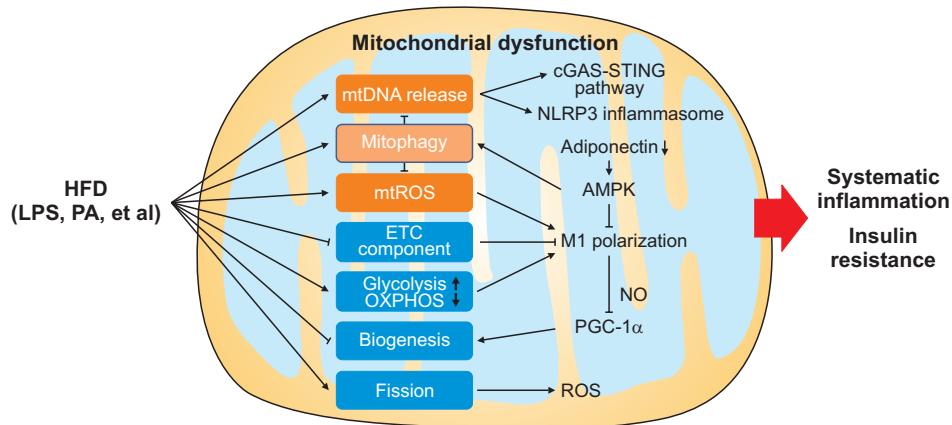 Mitochondrial dysfunction
mtDNA release
cGAS-STING
pathway
NLRP3 inflammasome
Mitophagy
Adiponectin
HFD
(LPS, PA, et al)
mtROS
AMPK
ETC
component
M1 polarization
Glycolysis
OXPHOS
NO
Biogenesis
PGC-1α
Fission
ROS
Systematic
inflammation
Insulin
resistance